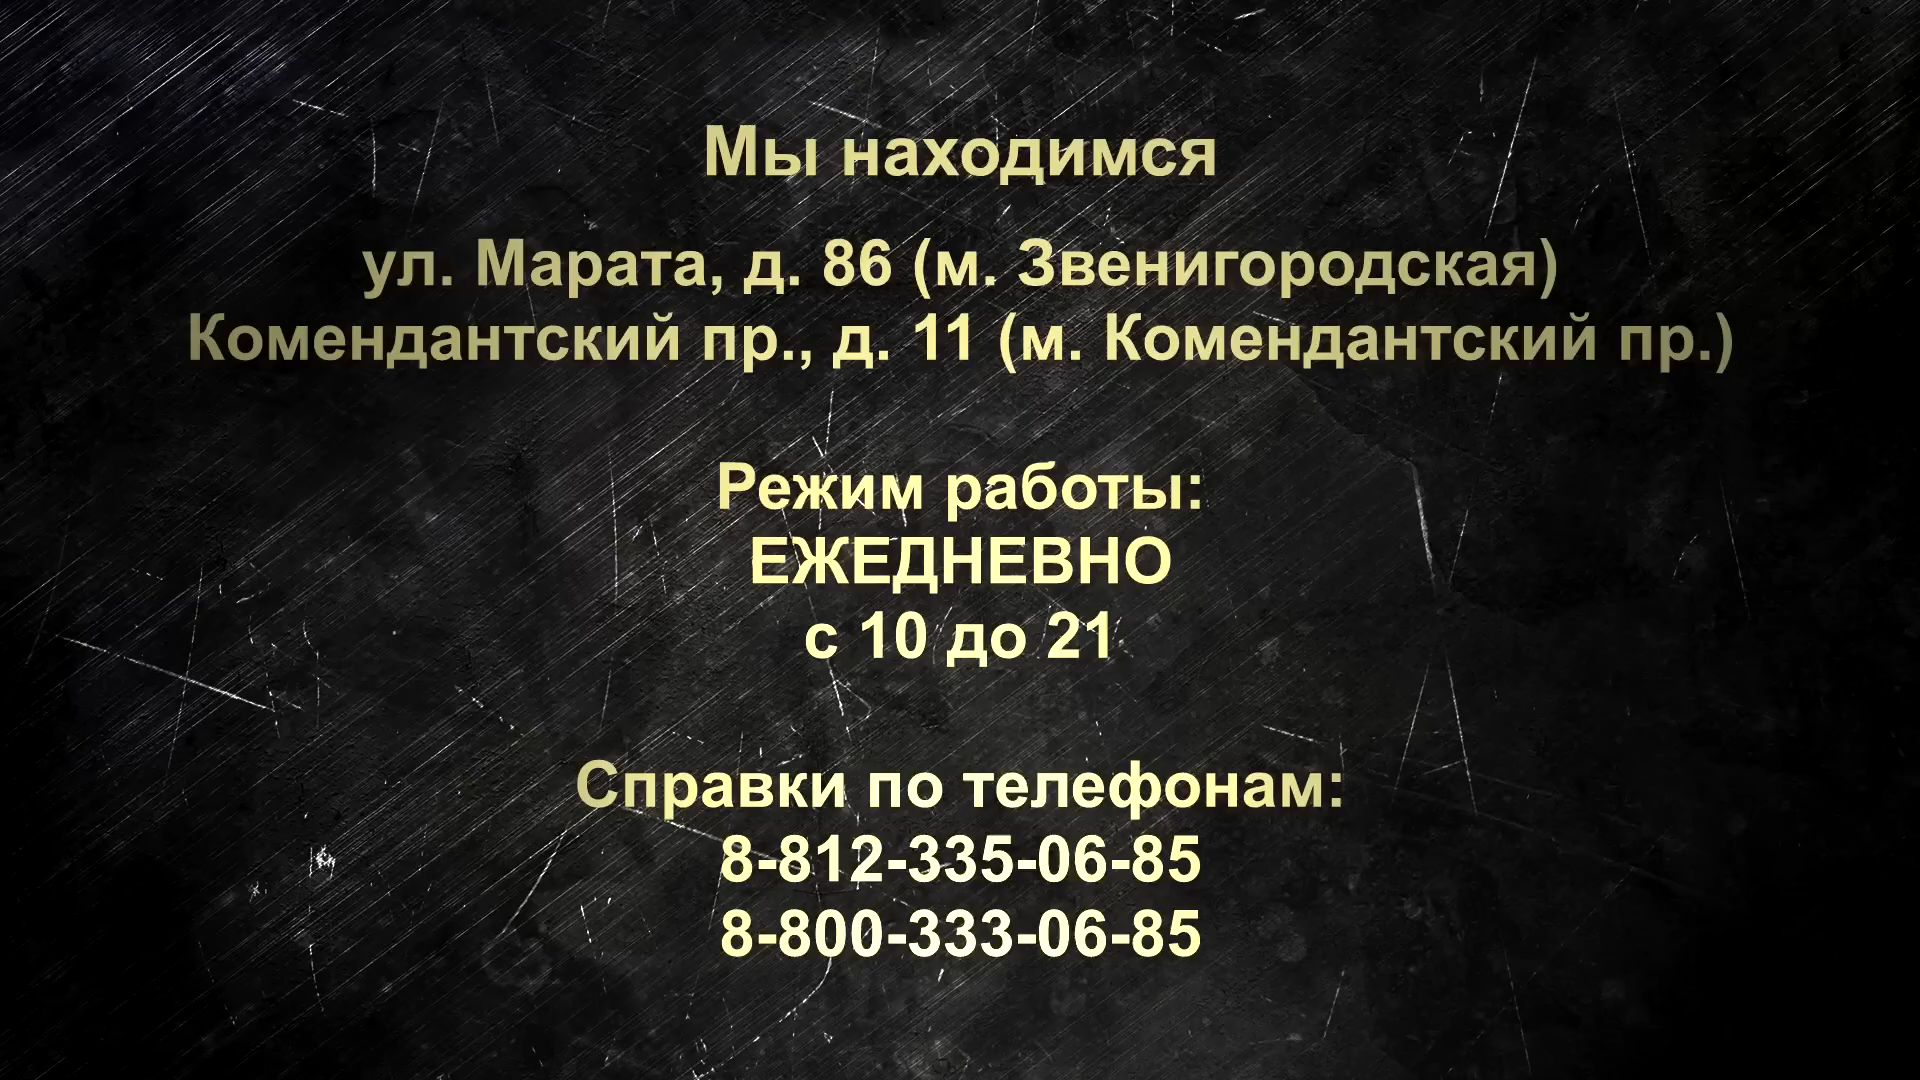 Мы находимся
ул. Марата, д. 86 (м. Звенигородская)
Комендантский пр., д. 11 (м. Комендантский пр.)
Режим работы:
ЕЖЕДНЕВНО
с 10 до 21
Справки по телефонам:
8-812-335-06-85
8-800-333-06-85